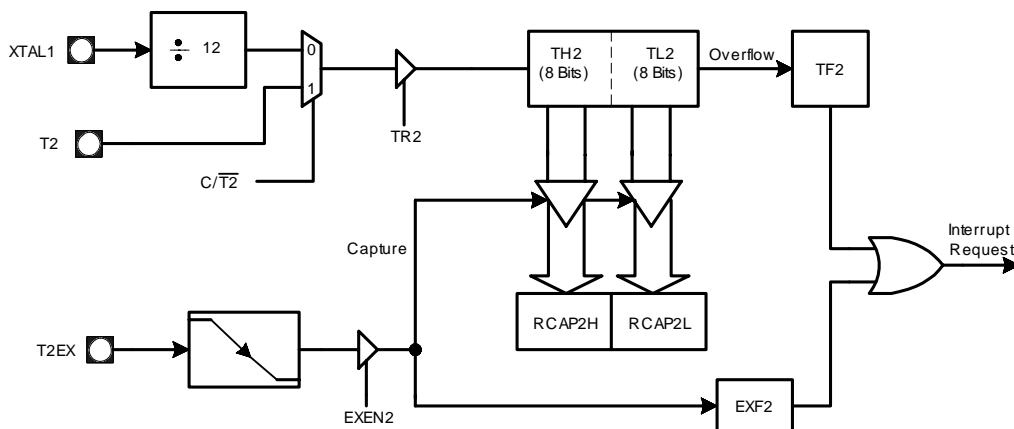 XTAL1
÷ 12
0
1
T2
C/T2
TR2
TH2
(8 Bits)
TL2
(8 Bits)
Overflow
TF2
Capture
RCAP2H
RCAP2L
Interrupt
Request
T2EX
EXEN2
EXF2